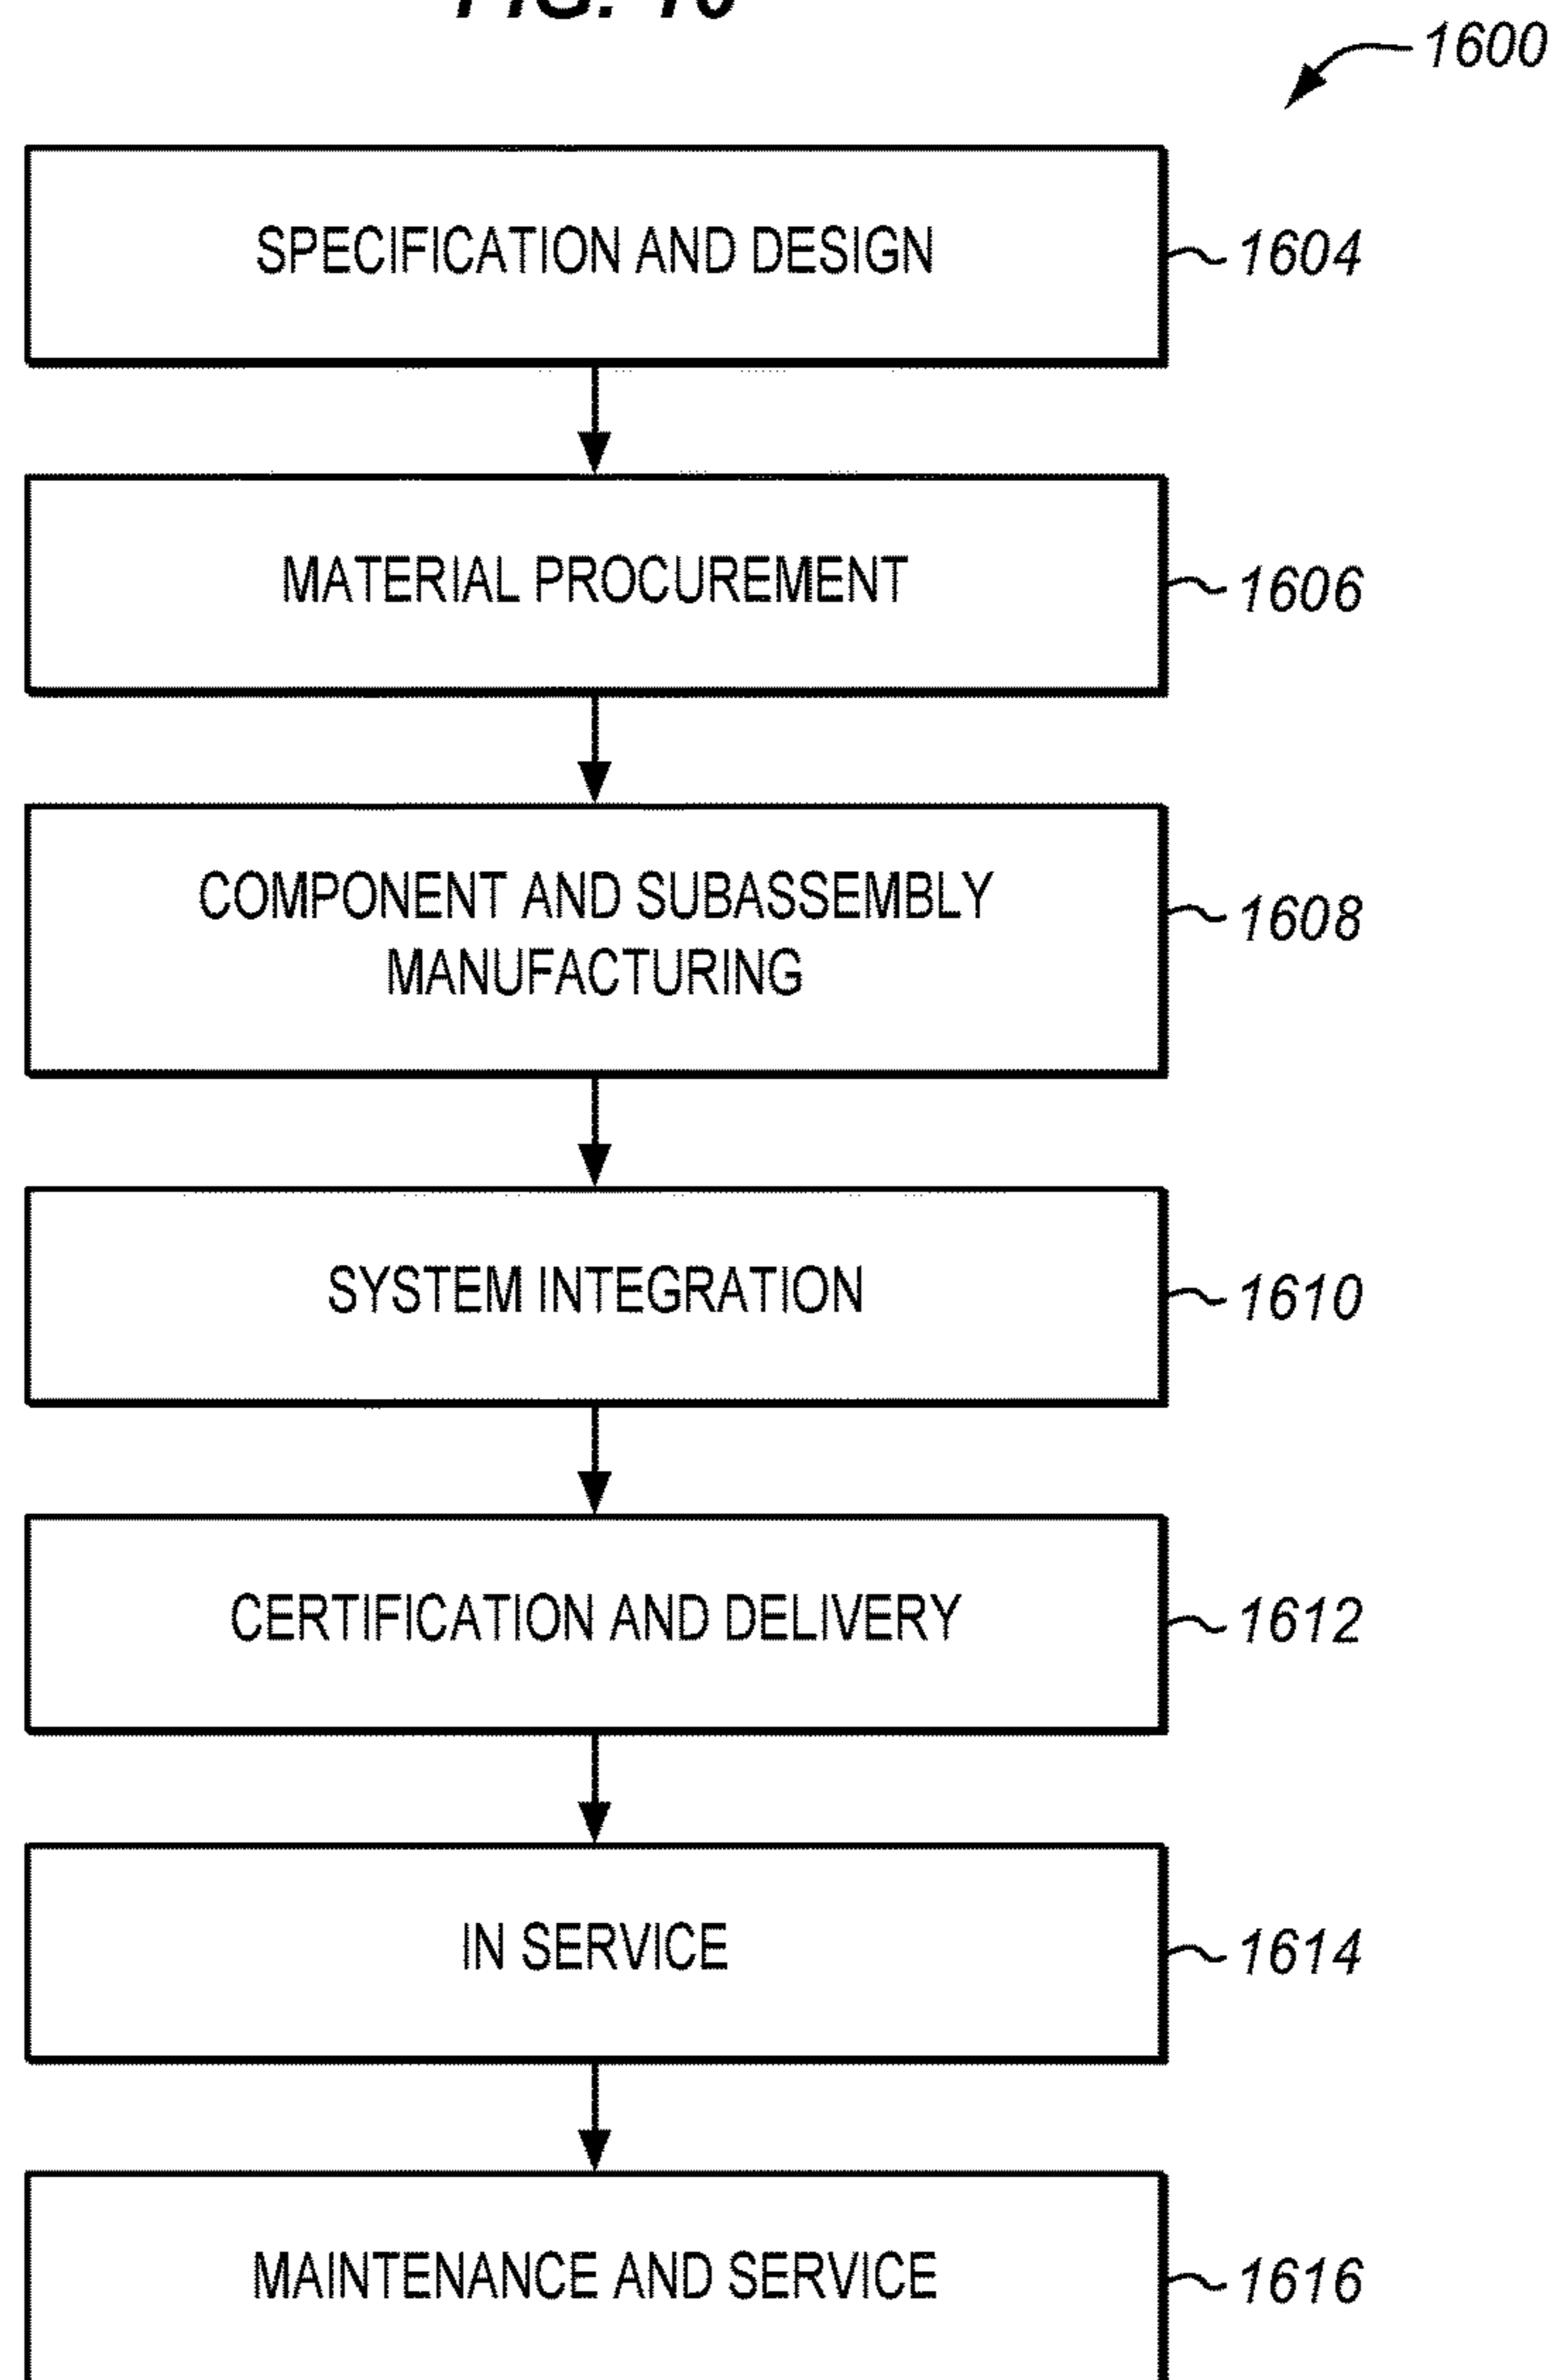 FIG.
1600
SPECIFICATION AND DESIGN
1604
MATERIAL PROCUREMENT
1606
COMPONENT AND SUBASSEMBLY
MANUFACTURING
1608
SYSTEM INTEGRATION
1610
CERTIFICATION AND DELIVERY
1612
IN SERVICE
1614
MAINTENANCE AND SERVICE
1616